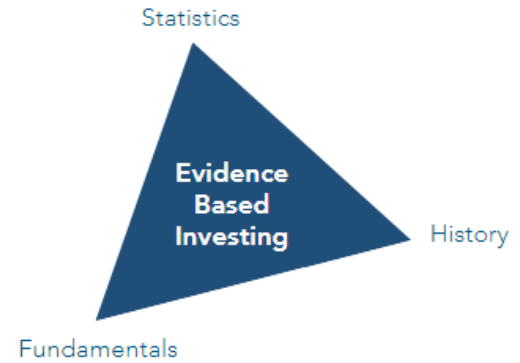 Statistics
Evidence
Based
Investing
History
Fundamentals